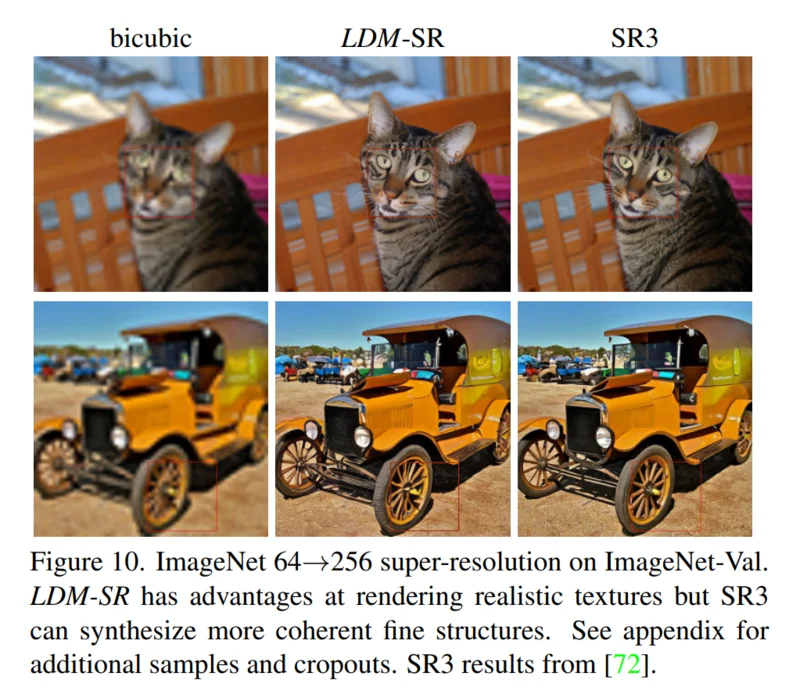 bicubic LDM-SR SR3
Figure 10. ImageNet 64→256 super-resolution on ImageNet-Val.
LDM-SR has advantages at rendering realistic textures but SR3
can synthesize more coherent fine structures. See appendix for
additional samples and cropouts. SR3 results from [72].